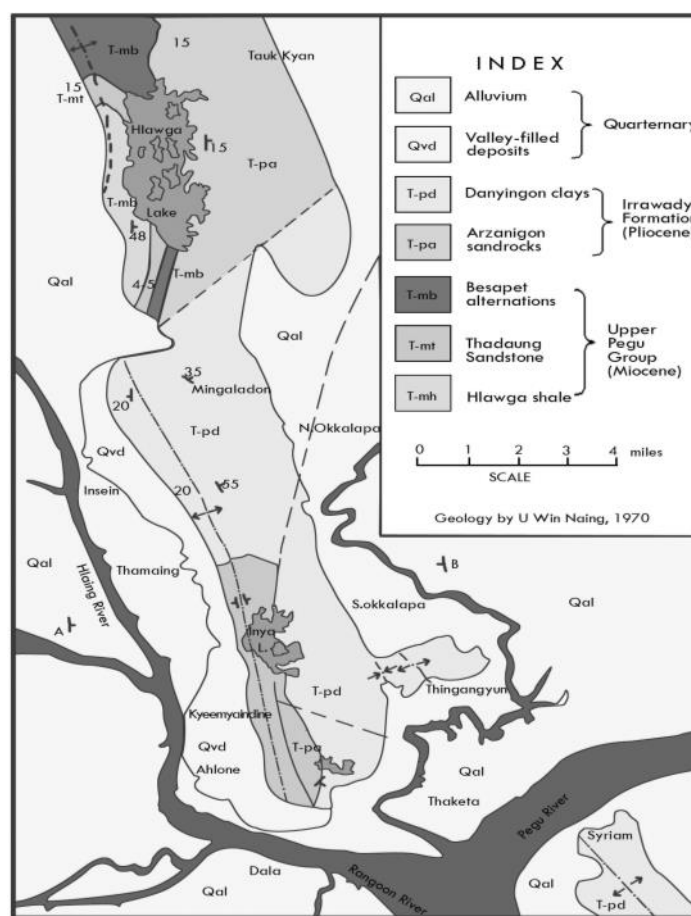 INDEX
Qal Alluvium
Quarternary
Qvd Valley-filled
deposits
T-pd Danyingon clays
Irrawady
Formation
(Pliocene)
T-pa Arzanigon
sandrocks
T-mb Besapet
alternations
Upper
Pegu
Group
(Miocene)
T-mt Thadaung
Sandstone
T-mh Hlawga shale
0 1 2 3 4 miles
SCALE
Geology by U Win Naing, 1970
T-mb
15
Tauk Kyan
15
T-mt
Hlawga
15
T-pa
T-mb
Lake
48
T-mb
4-5
Qal
Qal
35
Mingaladon
20
T-pd
N.Okkalapa
Qvd
Insein
20
55
Qal
Thamaing
B
Hlaing River
S.okkalapa
Qal
A
Inya
L.
T-pd
Thingangyun
Kyeemyaindine
Qvd
T-pa
Ahlone
Qal
Thaketa
Pegu River
Syriam
Dala
Qal
Rangoon River
Qal
T-pd